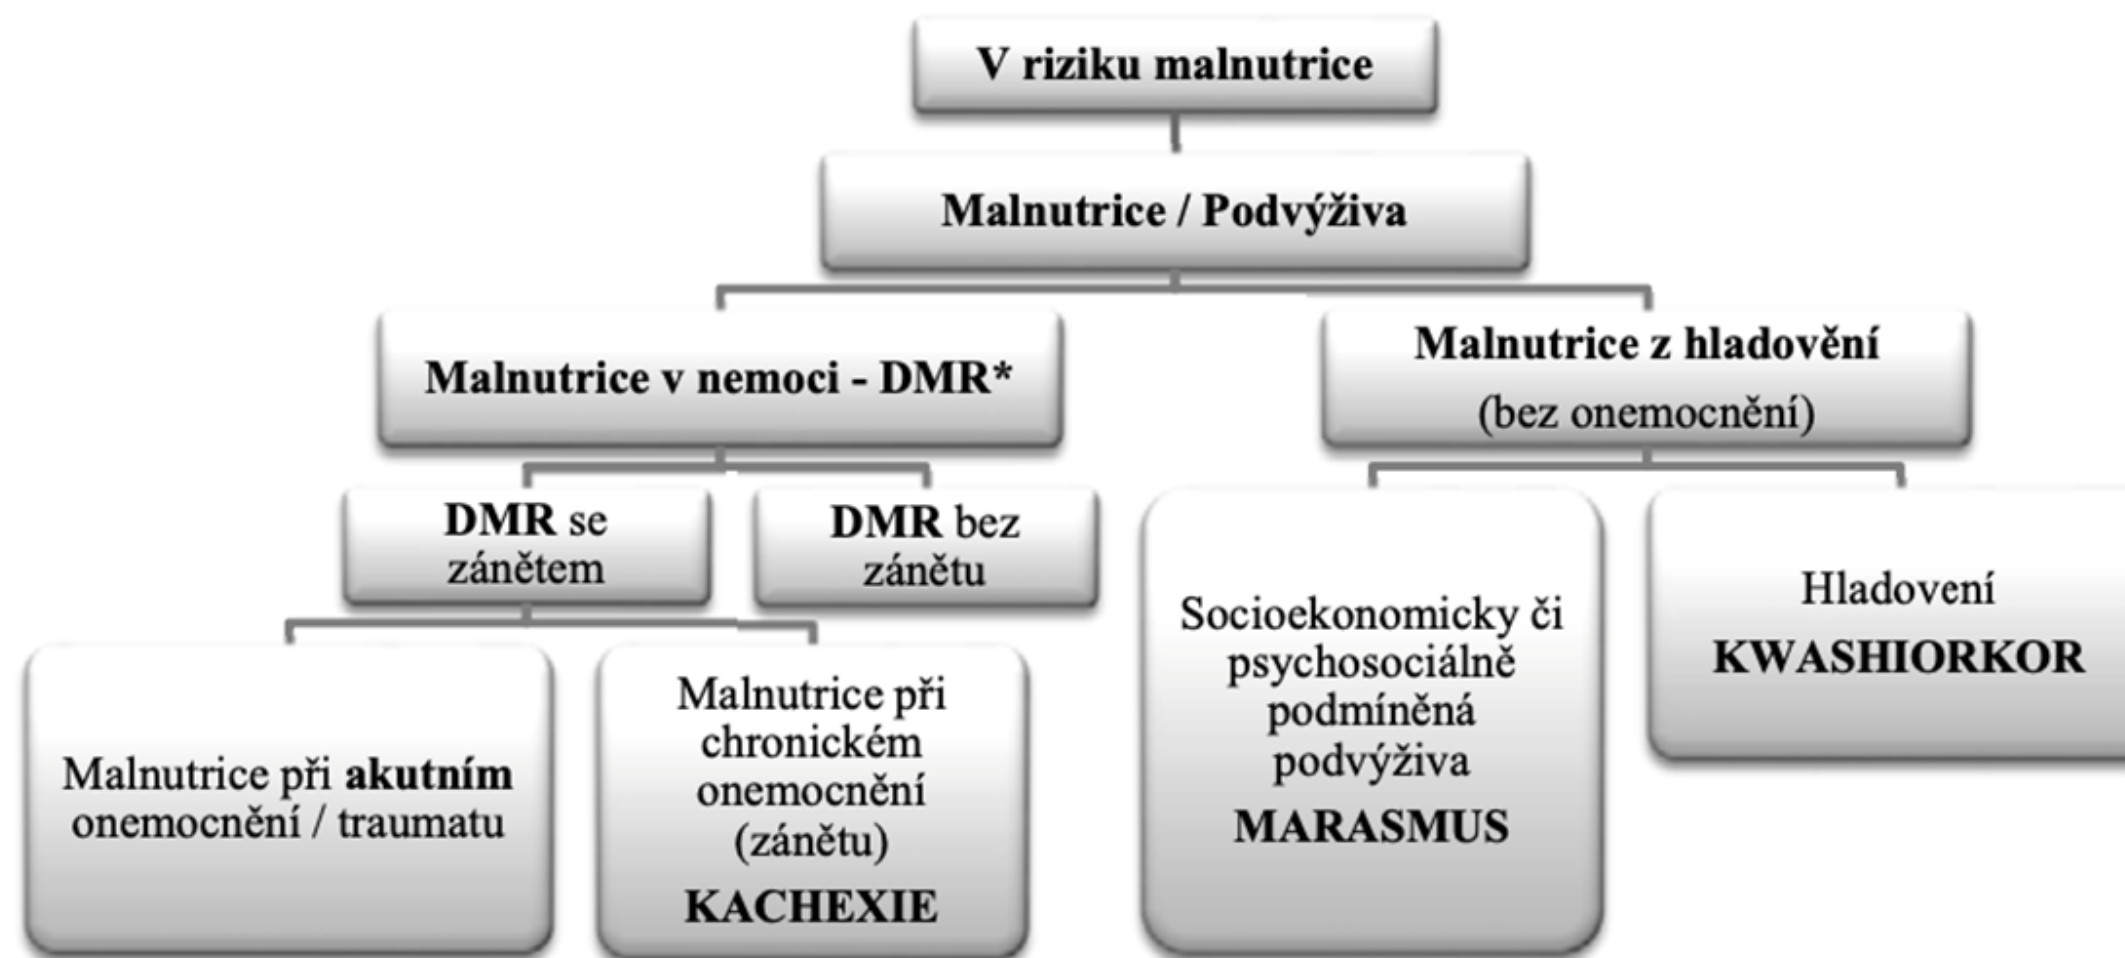 V riziku malnutrice
Malnutrice / Podvýživa
Malnutrice v nemoci - DMR*
Malnutrice z hladovění
(bez onemocnění)
DMR se
zánětem
DMR bez
zánětu
Malnutrice při akutním
onemocnění / traumatu
Malnutrice při
chronickém
onemocnění
(zánětu)
KACHEXIE
Socioekonomicky či
psychosociálně
podmíněná
podvýživa
MARASMUS
Hladovení
KWASHIORKOR